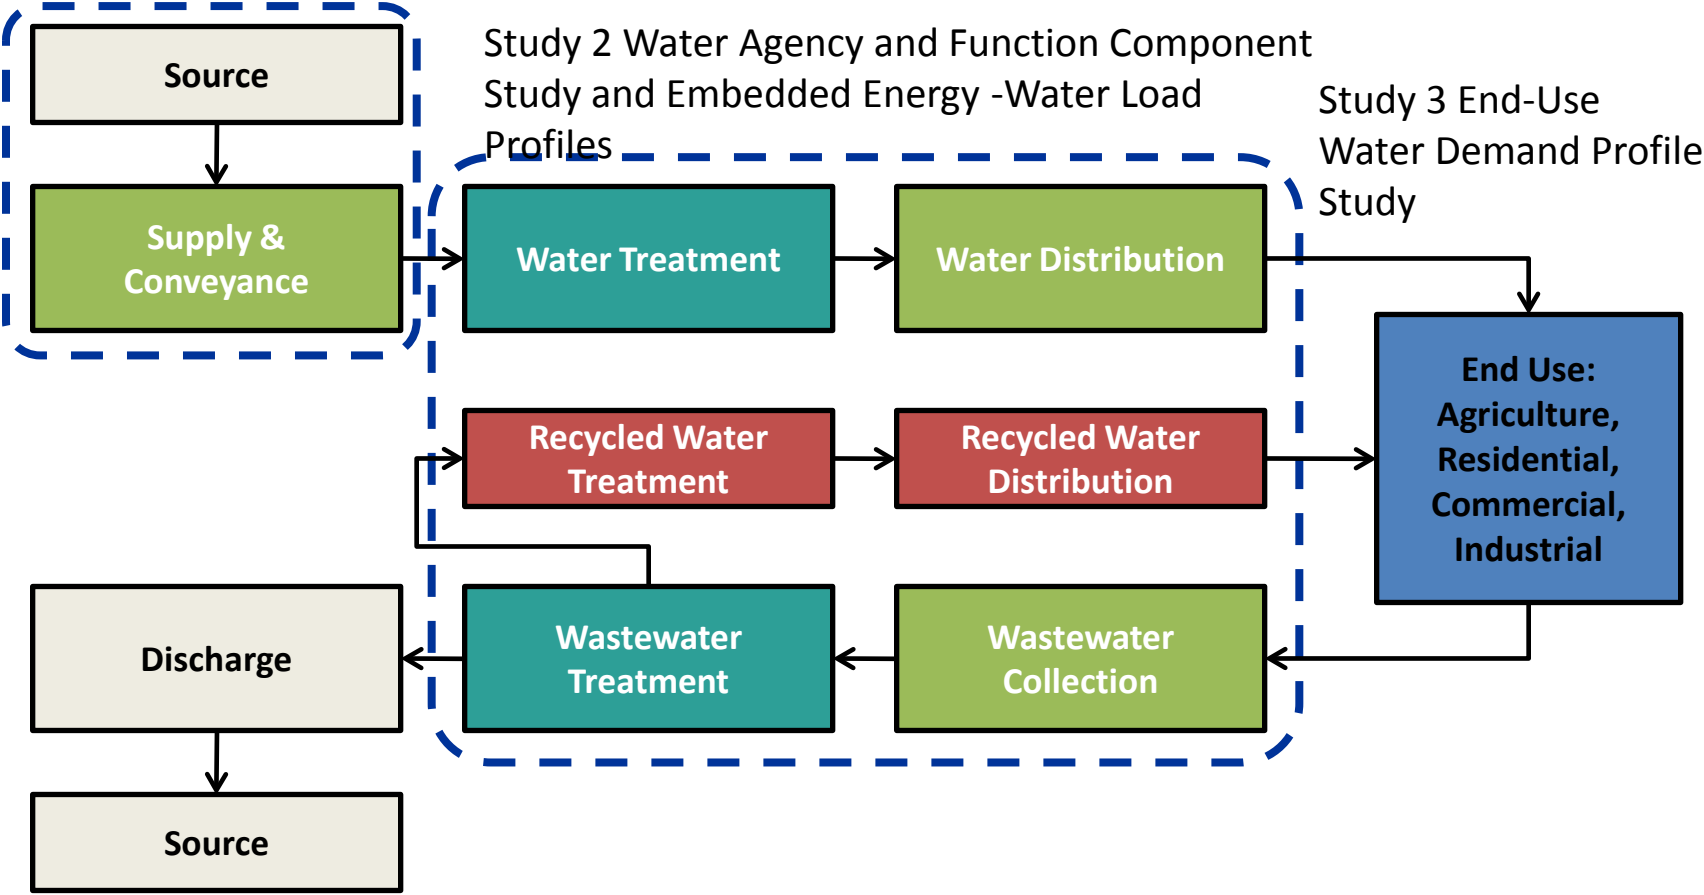 Source
Study 2 Water Agency and Function Component
Study and Embedded Energy -Water Load
Profiles
Study 3 End-Use
Water Demand Profile
Study
Supply &
Conveyance
Water Treatment
Water Distribution
End Use:
Agriculture,
Residential,
Commercial,
Industrial
Recycled Water
Treatment
Recycled Water
Distribution
Discharge
Wastewater
Treatment
Wastewater
Collection
Source